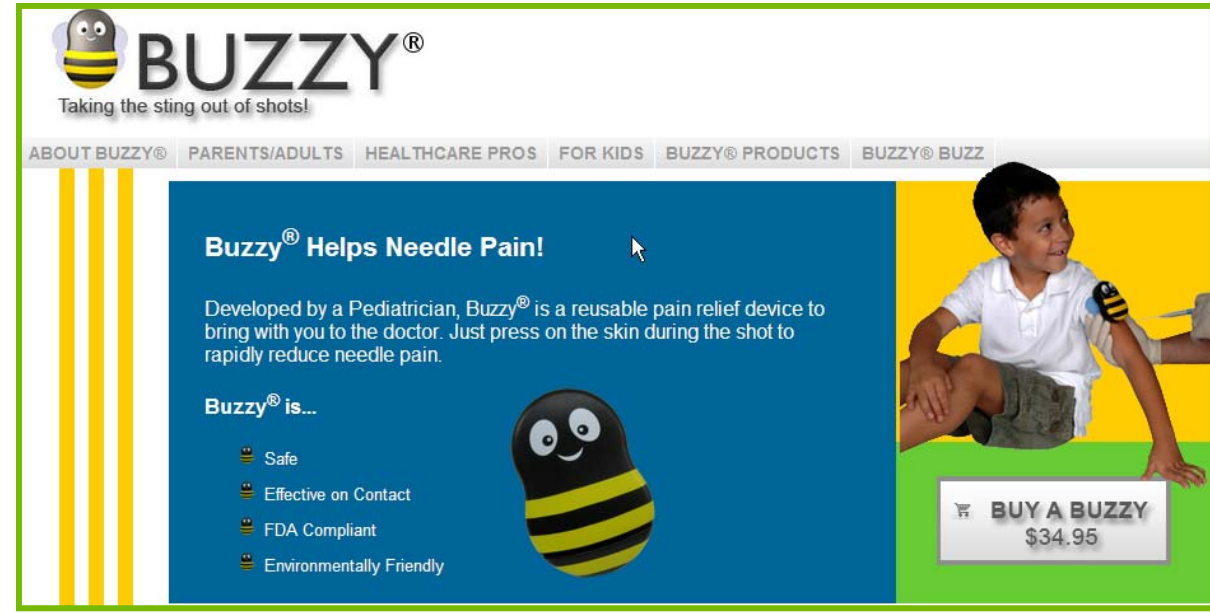 BUZZY®
Taking the sting out of shots!
ABOUT BUZZY® PARENTS/ADULTS HEALTHCARE PROS FOR KIDS BUZZY® PRODUCTS BUZZY® BUZZ
Buzzy® Helps Needle Pain!
Developed by a Pediatrician, Buzzy® is a reusable pain relief device to
bring with you to the doctor. Just press on the skin during the shot to
rapidly reduce needle pain.
Buzzy® is...
Safe
Effective on Contact
FDA Compliant
Environmentally Friendly
BUY A BUZZY
$34.95